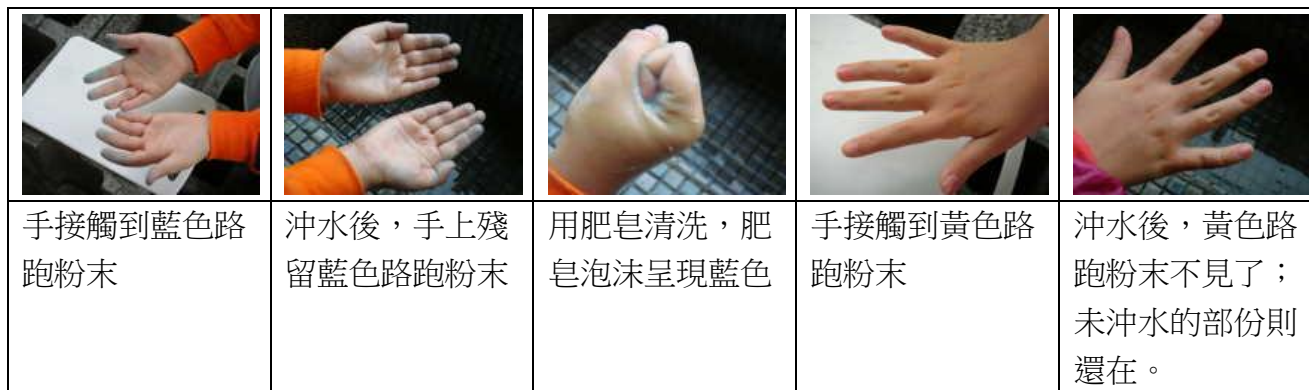 手接觸到藍色路
跑粉末
沖水後，手上殘
留藍色路跑粉末
用肥皂清洗，肥
皂泡沫呈現藍色
手接觸到黃色路
跑粉末
沖水後，黃色路
跑粉末不見了；
未沖水的部份則
還在。